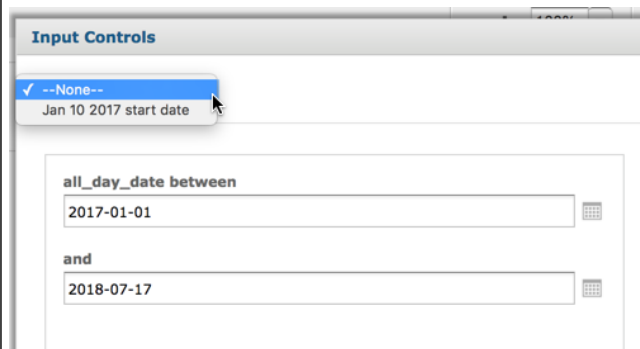 100%
Input Controls
✓ --None--
Jan 10 2017 start date
all_day_date between
2017-01-01
and
2018-07-17